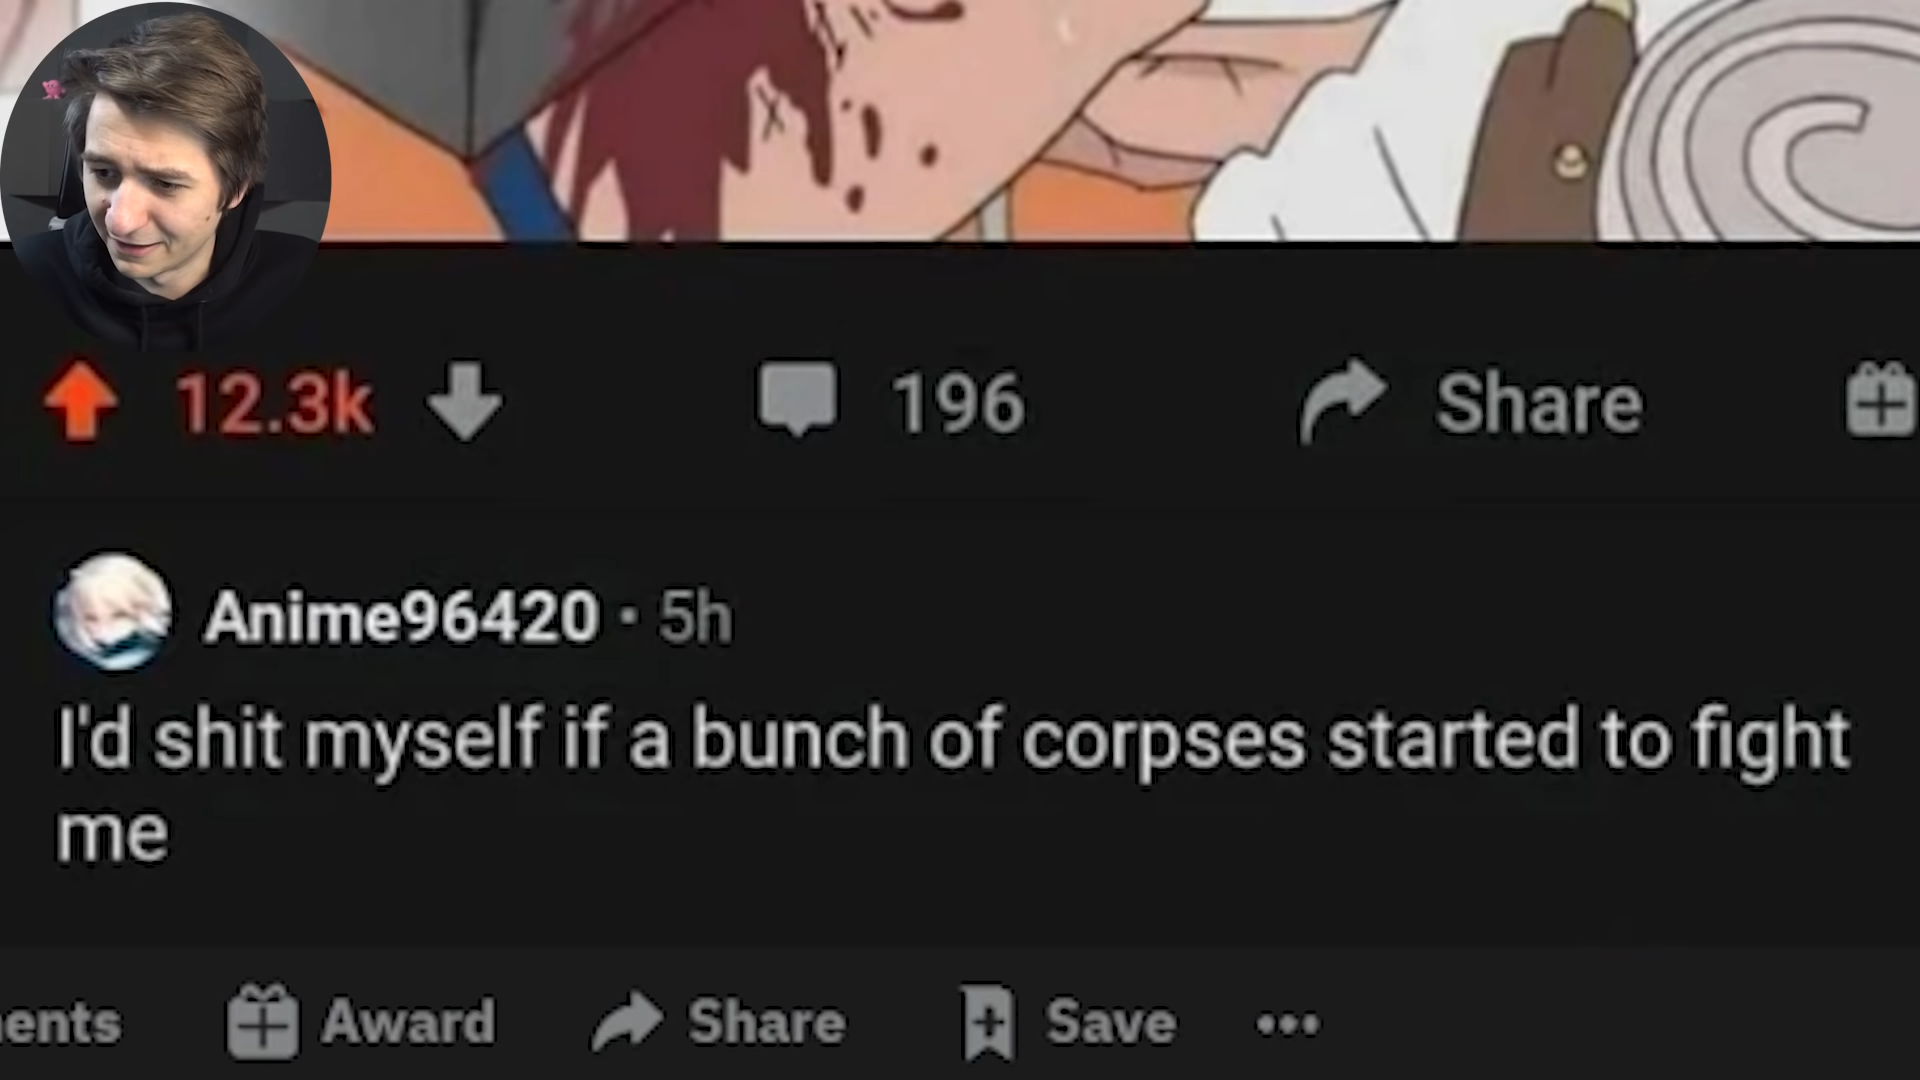 12.3k 196 Share
Anime96420 · 5h
I'd shit myself if a bunch of corpses started to fight
me
Award Share Save